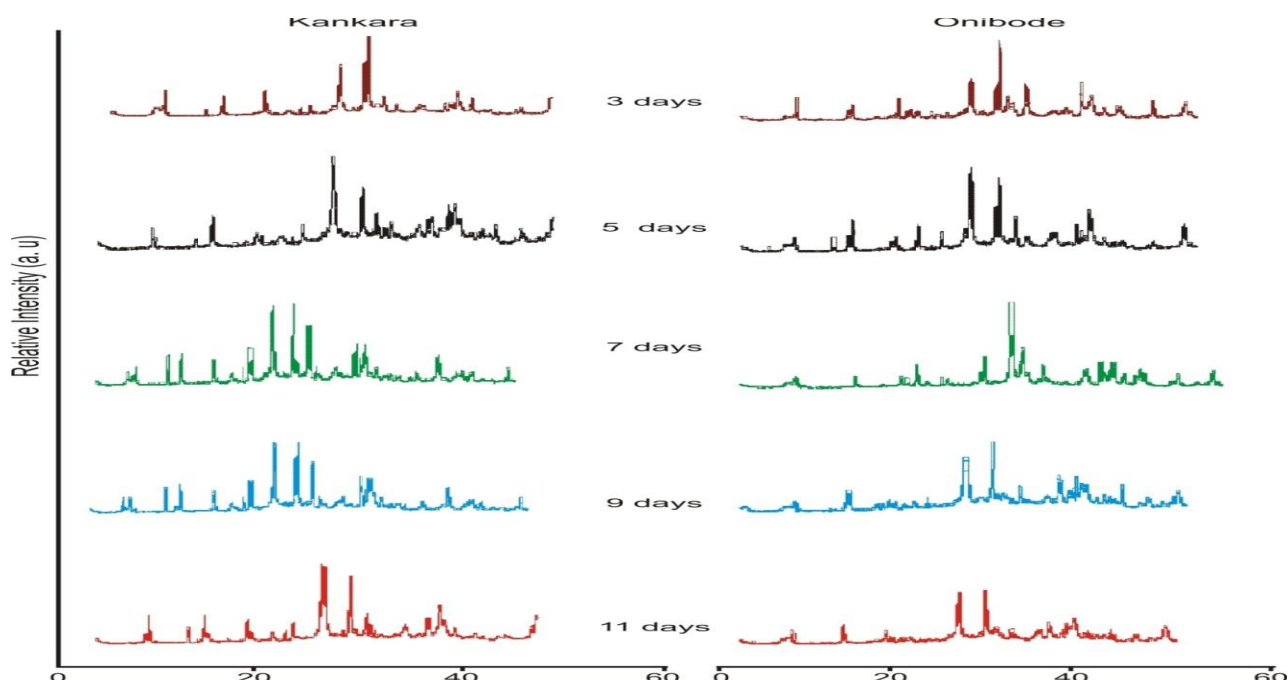 Kankara Onibode
3 days
5 days
7 days
9 days
11 days
Relative Intensity (a.u)
0 20 40 60 0 20 40 60